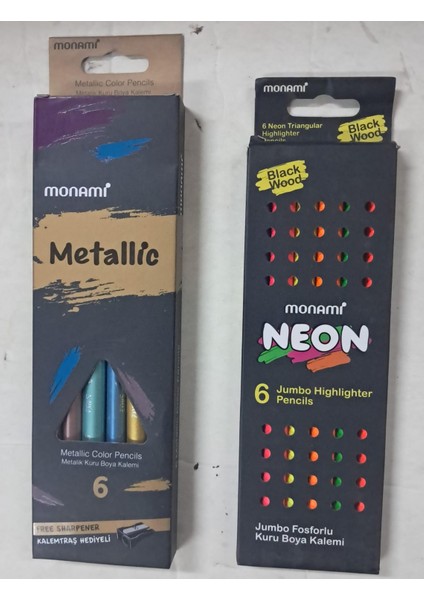 monami
Metallic Color Pencils
Metalik Kuru Boya Kalemi
monami
Metallic
Metallic Color Pencils
Metalik Kuru Boya Kalemi
6
FREE SHARPENER
KALEMTRAŞ HEDİYELİ
monami
6 Neon Triangular
Highlighter
Pencils
Black
Wood
Black
Wood
monami
NEON
6 Jumbo Highlighter
Pencils
Jumbo Fosforlu
Kuru Boya Kalemi